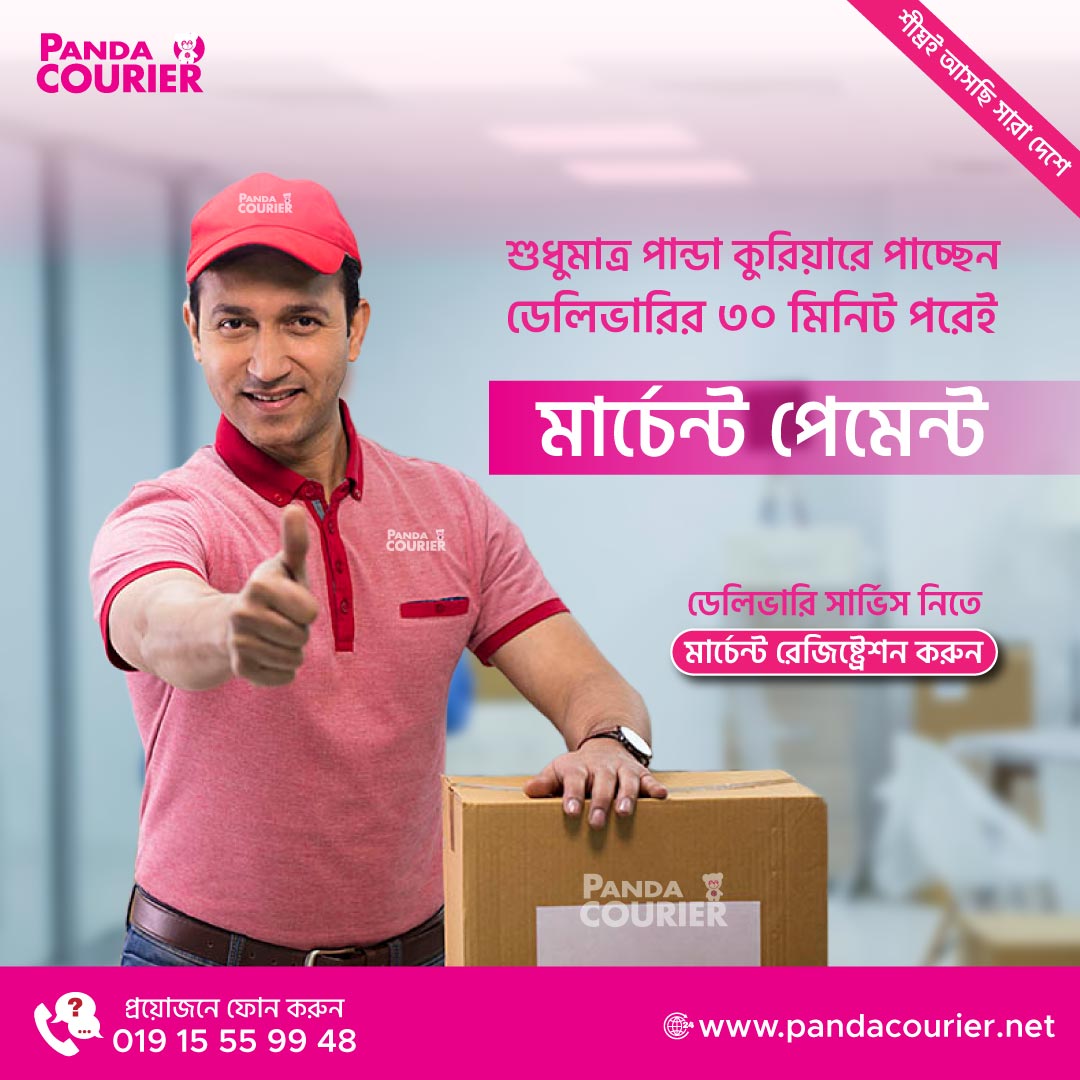 PANDA
COURIER
শীঘ্রই আসছি সারা দেশে
PANDA
COURIER
শুধুমাত্র পান্ডা কুরিয়ারে পাচ্ছেন
ডেলিভারির ৩০ মিনিট পরেই
মার্চেন্ট পেমেন্ট
PANDA
COURIER
ডেলিভারি সার্ভিস নিতে
মার্চেন্ট রেজিষ্ট্রেশন করুন
PANDA
COURIER
?
...
প্রয়োজনে ফোন করুন
019 15 55 99 48
24
www.pandacourier.net